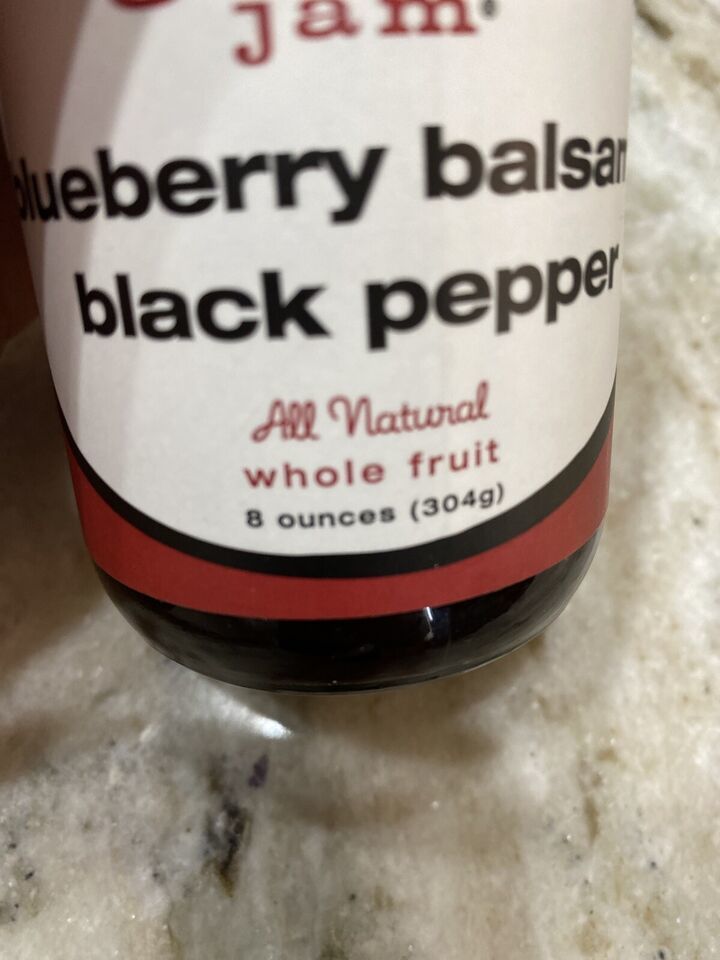 jam
blueberry balsam
black pepper
All Natural
whole fruit
8 ounces (304g)